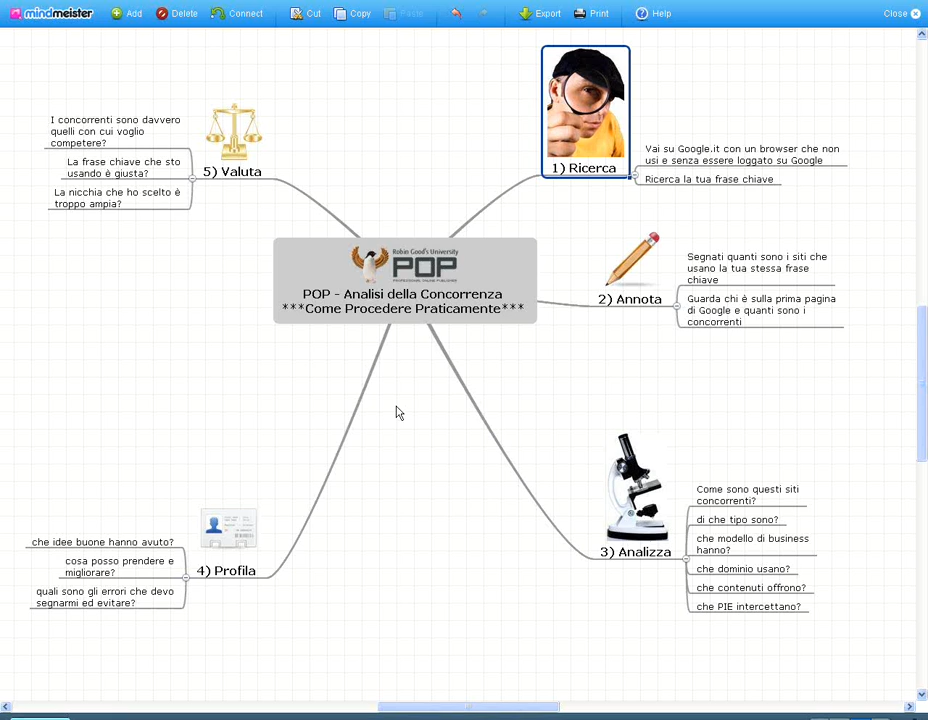 mindmeister Add Delete Connect Cut Copy Paste Export Print Help Close
1) Ricerca
Vai su Google.it con un browser che non
usi e senza essere loggato su Google
Ricerca la tua frase chiave
2) Annota
Segnati quanti sono i siti che
usano la tua stessa frase
chiave
Guarda chi è sulla prima pagina
di Google e quanti sono i
concorrenti
3) Analizza
Come sono questi siti
concorrenti?
di che tipo sono?
che modello di business
hanno?
che dominio usano?
che contenuti offrono?
che PIE intercettano?
4) Profila
che idee buone hanno avuto?
cosa posso prendere e
migliorare?
quali sono gli errori che devo
segnarmi ed evitare?
5) Valuta
I concorrenti sono davvero
quelli con cui voglio
competere?
La frase chiave che sto
usando è giusta?
La nicchia che ho scelto è
troppo ampia?
Robin Good's University
POP
PROFESSIONAL ONLINE PUBLISHING
POP - Analisi della Concorrenza
***Come Procedere Praticamente***